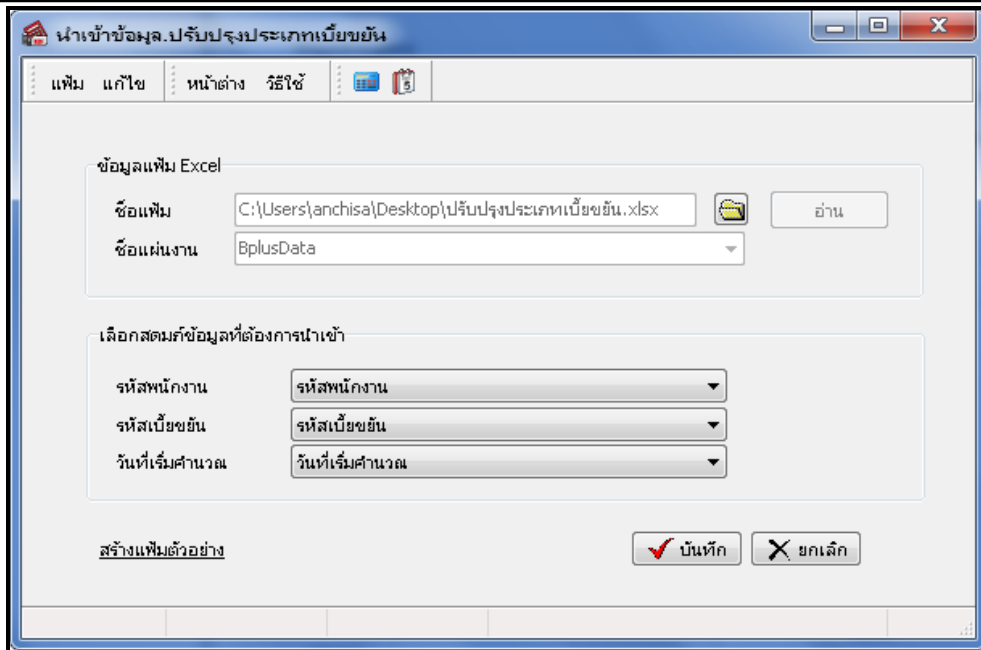 นำเข้าข้อมูล.ปรับปรุงประเภทเบี้ยขยัน
แฟ้ม แก้ไข หน้าต่าง วิธีใช้ 5
ข้อมูลแฟ้ม Excel
ชื่อแฟ้ม C:\Users\anchisa\Desktop\ปรับปรุงประเภทเบี้ยขยัน.xlsx อ่าน
ชื่อแผ่นงาน BplusData
เลือกสดมภ์ข้อมูลที่ต้องการนำเข้า
รหัสพนักงาน รหัสพนักงาน
รหัสเบี้ยขยัน รหัสเบี้ยขยัน
วันที่เริ่มคำนวณ วันที่เริ่มคำนวณ
สร้างแฟ้มตัวอย่าง บันทึก ยกเลิก